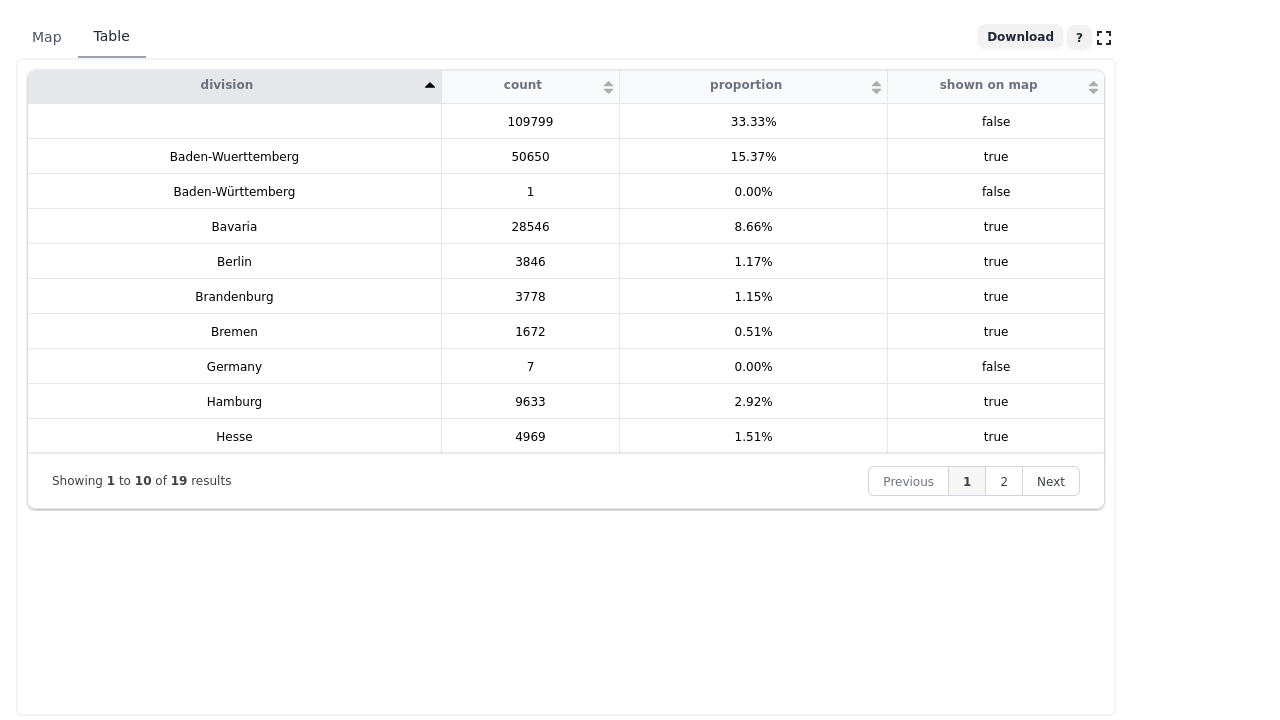 Map Table Download ?
division count proportion shown on map
109799 33.33% false
Baden-Wuerttemberg 50650 15.37% true
Baden-Württemberg 1 0.00% false
Bavaria 28546 8.66% true
Berlin 3846 1.17% true
Brandenburg 3778 1.15% true
Bremen 1672 0.51% true
Germany 7 0.00% false
Hamburg 9633 2.92% true
Hesse 4969 1.51% true
Showing 1 to 10 of 19 results Previous 1 2 Next